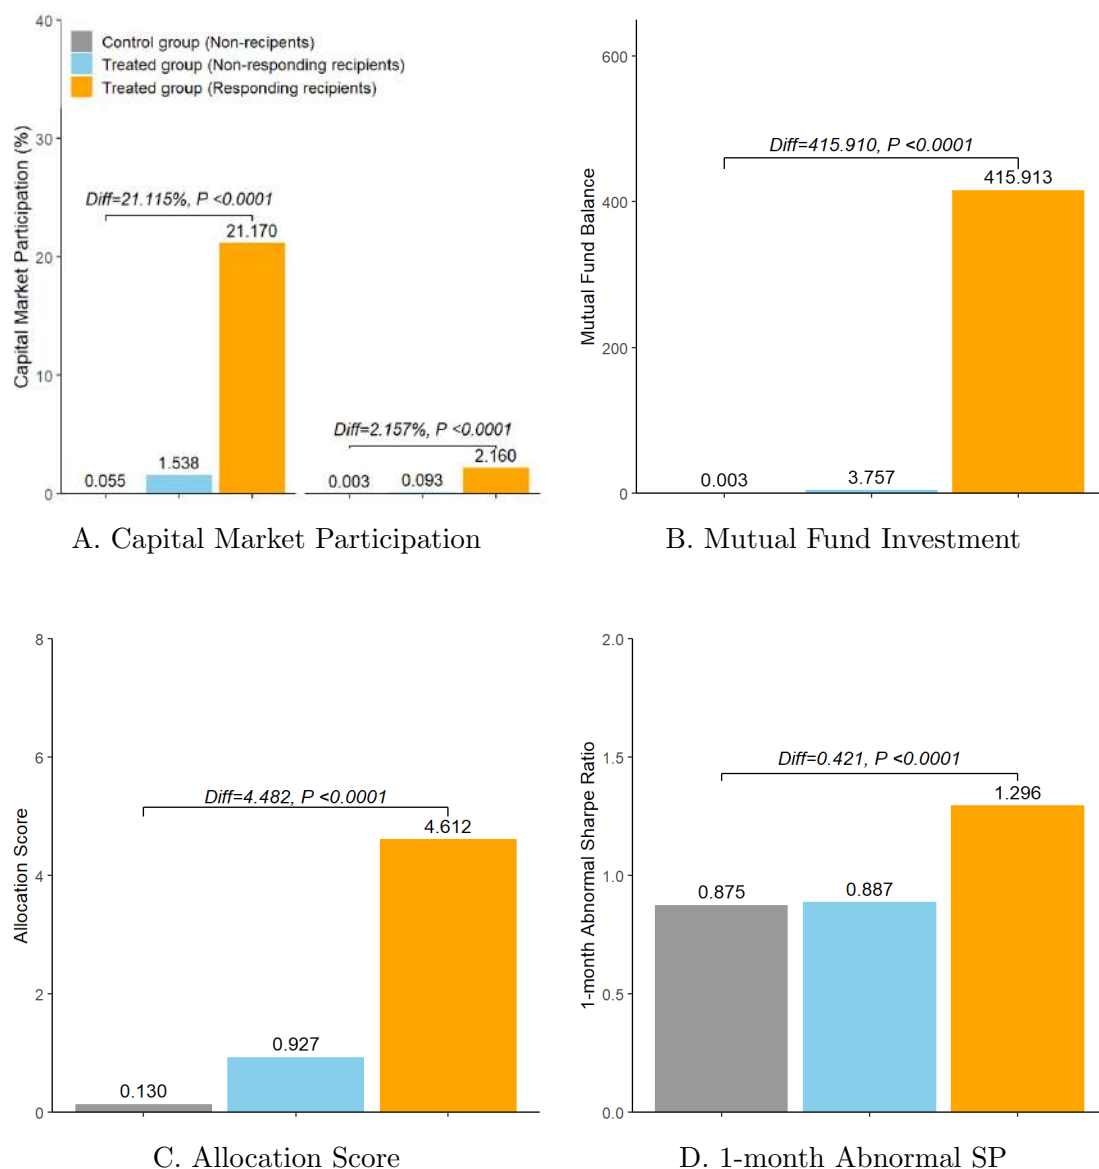 40
30
20
10
0
Capital Market Participation (%)
Control group (Non-recipents)
Treated group (Non-responding recipients)
Treated group (Responding recipients)
Diff=21.115%, P <0.0001
21.170
1.538
0.055
Diff=2.157%, P <0.0001
2.160
0.093
0.003
A. Capital Market Participation
600
400
200
0
Mutual Fund Balance
Diff=415.910, P <0.0001
415.913
3.757
0.003
B. Mutual Fund Investment
8
6
4
2
0
Allocation Score
Diff=4.482, P <0.0001
4.612
0.927
0.130
C. Allocation Score
2.0
1.5
1.0
0.5
0.0
1-month Abnormal Sharpe Ratio
Diff=0.421, P <0.0001
1.296
0.887
0.875
D. 1-month Abnormal SP